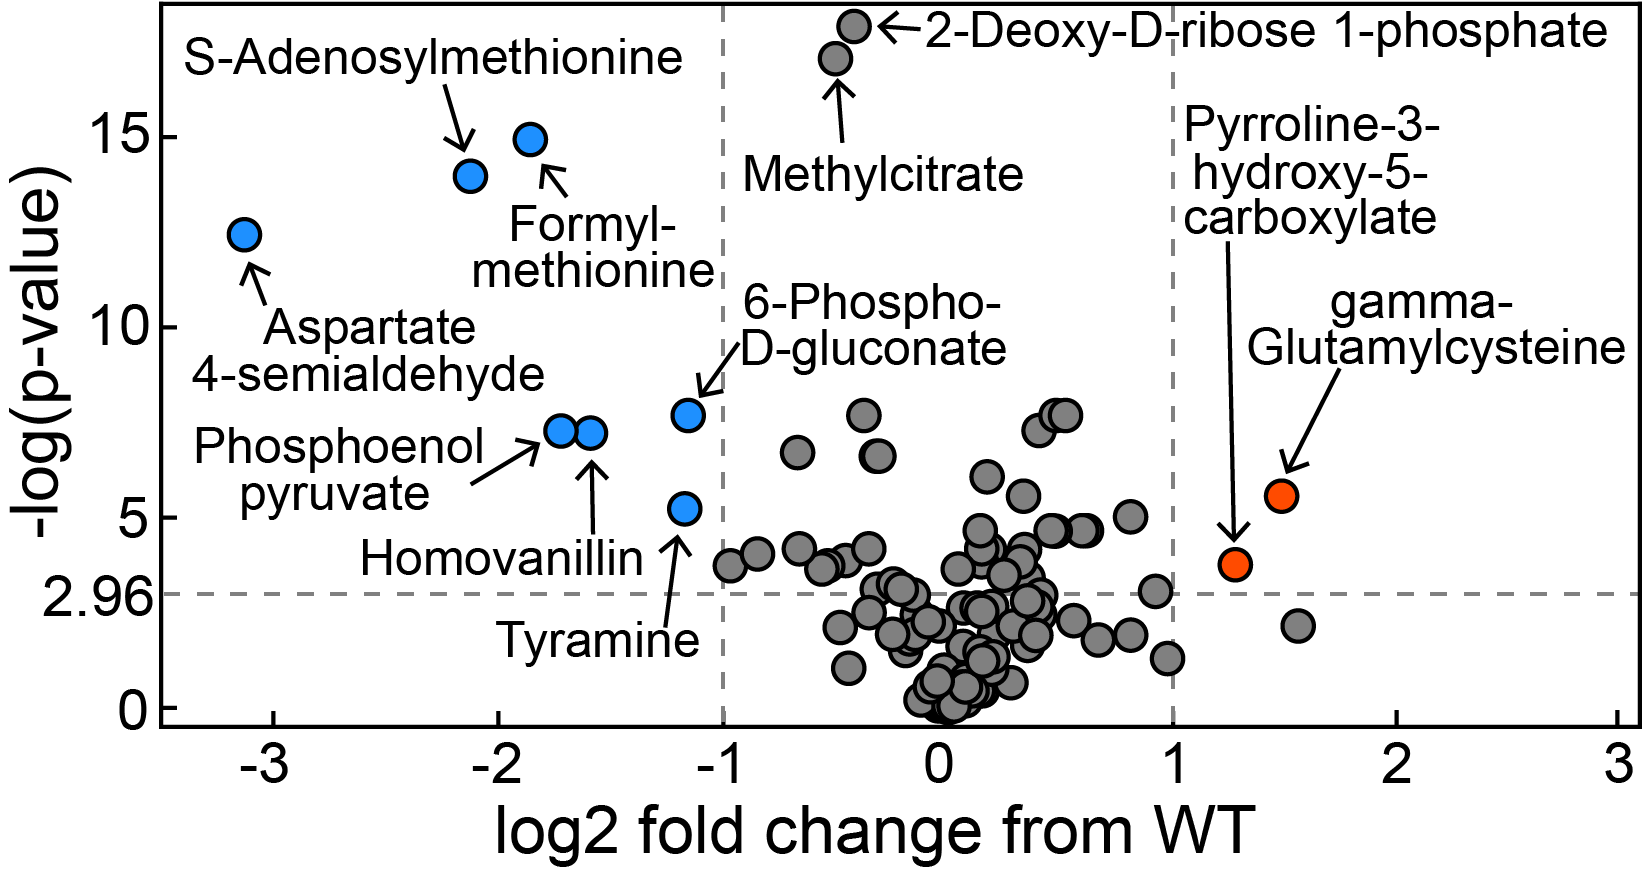 2-Deoxy-D-ribose 1-phosphate
S-Adenosylmethionine
Methylcitrate
Pyrroline-3-
hydroxy-5-
carboxylate
Formyl-
methionine
Aspartate
4-semialdehyde
6-Phospho-
D-gluconate
gamma-
Glutamylcysteine
Phosphoenol
pyruvate
Homovanillin
Tyramine
-log(p-value)
15
10
5
2.96
0
-3
-2
-1
0
1
2
3
log2 fold change from WT